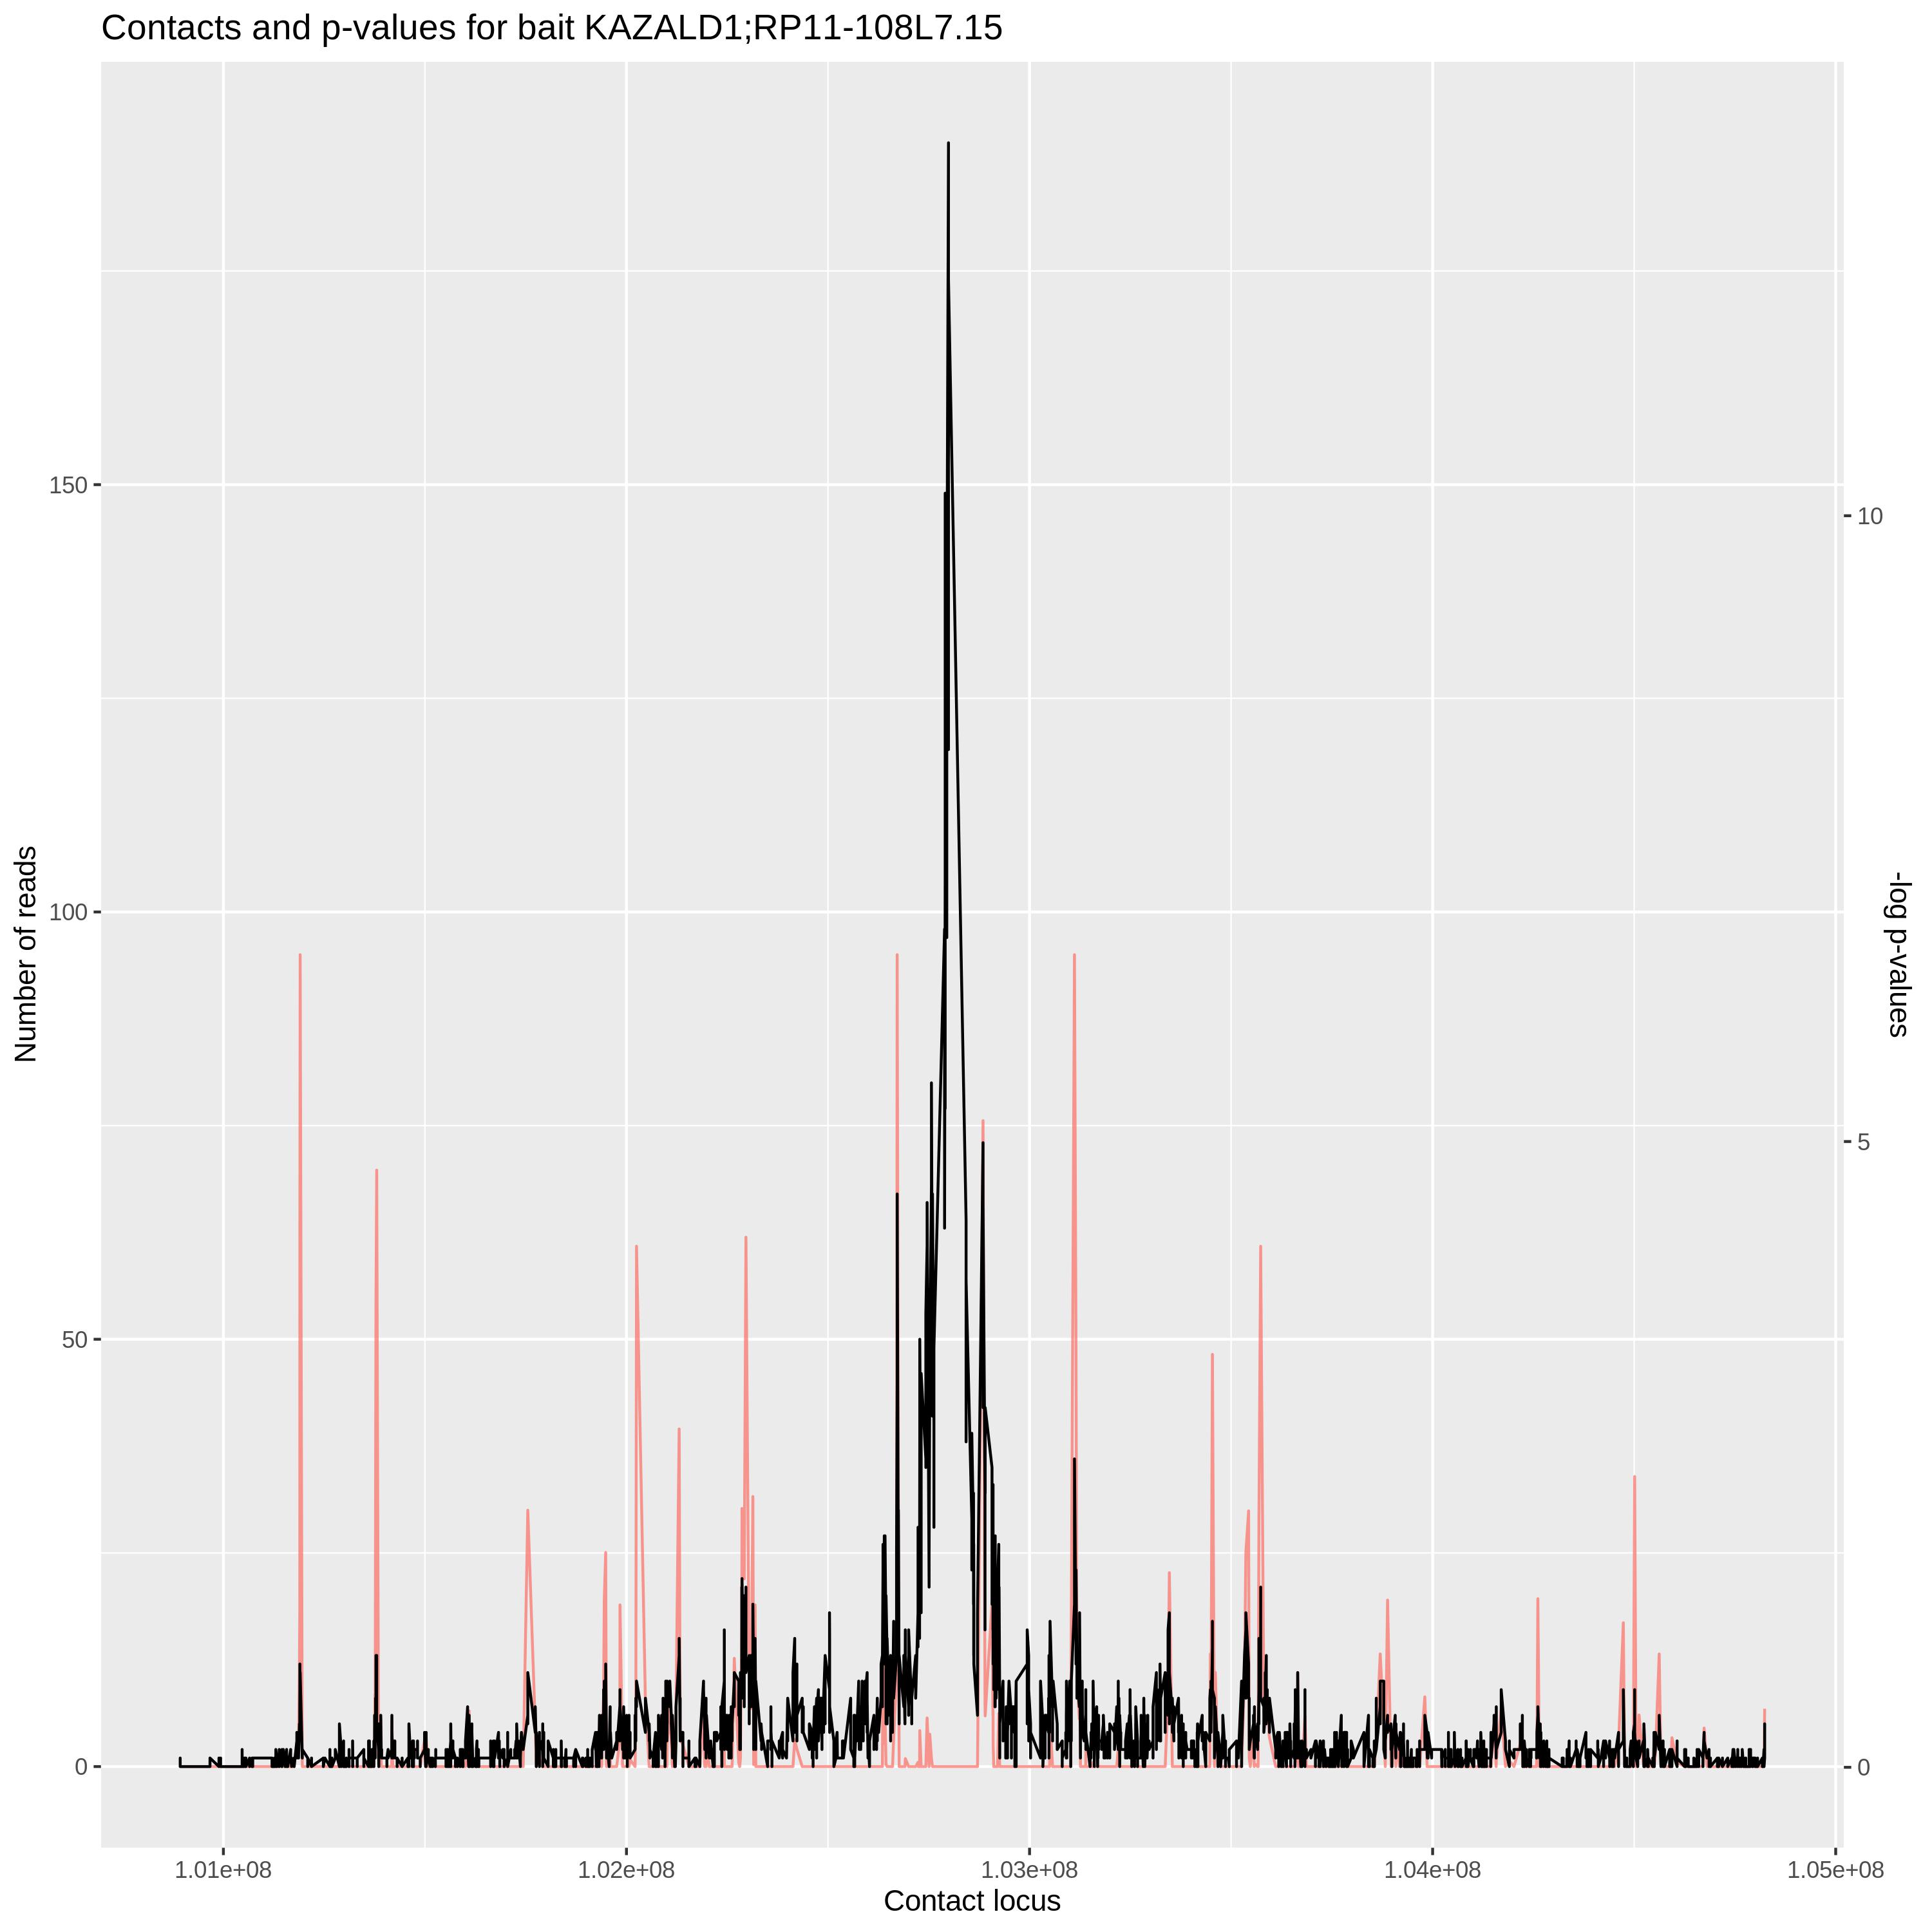 Contacts and p-values for bait KAZALD1;RP11-108L7.15
150
100
50
0
Number of reads
10
5
0
-log p-values
1.01e+08
1.02e+08
1.03e+08
1.04e+08
1.05e+08
Contact locus